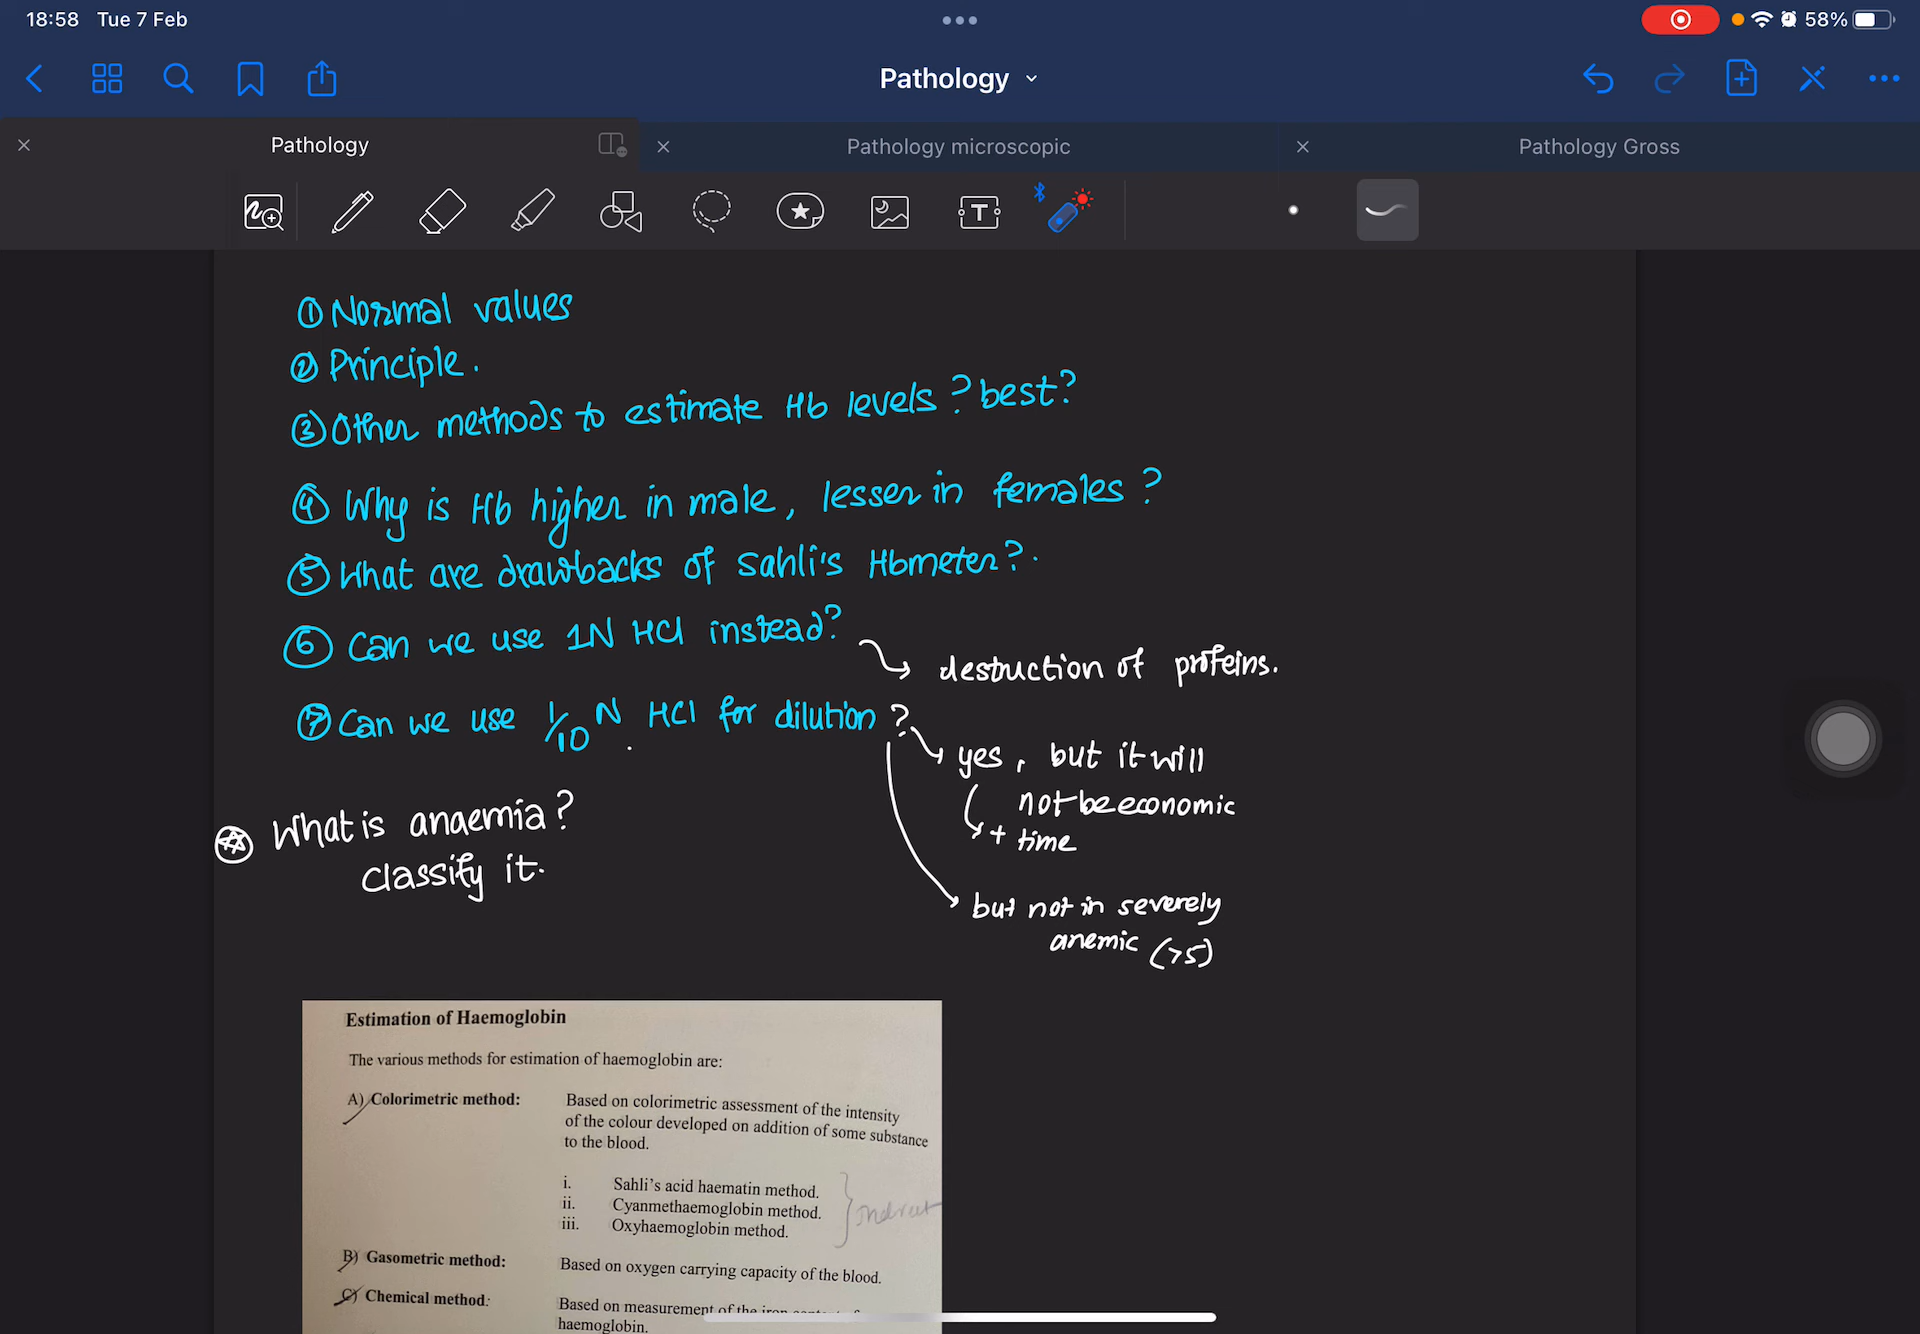 18:58 Tue 7 Feb
58%
Pathology
Pathology
Pathology microscopic
Pathology Gross
① Normal values
② Principle.
③ Other methods to estimate Hb levels? best?
④ Why is Hb higher in male, lesser in females?
⑤ What are drawbacks of Sahli's Hbmeter?.
⑥ Can we use 1N HCl instead?
destruction of proteins.
⑦ Can we use 1/10 N HCl for dilution?
yes, but it will
not be economic
+ time
but not in severely
anemic (>5)
What is anaemia?
Classify it.
Estimation of Haemoglobin
The various methods for estimation of haemoglobin are:
A) Colorimetric method: Based on colorimetric assessment of the intensity
of the colour developed on addition of some substance
to the blood.
i. Sahli's acid haematin method.
ii. Cyanmethaemoglobin method.
iii. Oxyhaemoglobin method.
Indirect
B) Gasometric method: Based on oxygen carrying capacity of the blood.
C) Chemical method: Based on measurement of the iron
haemoglobin.